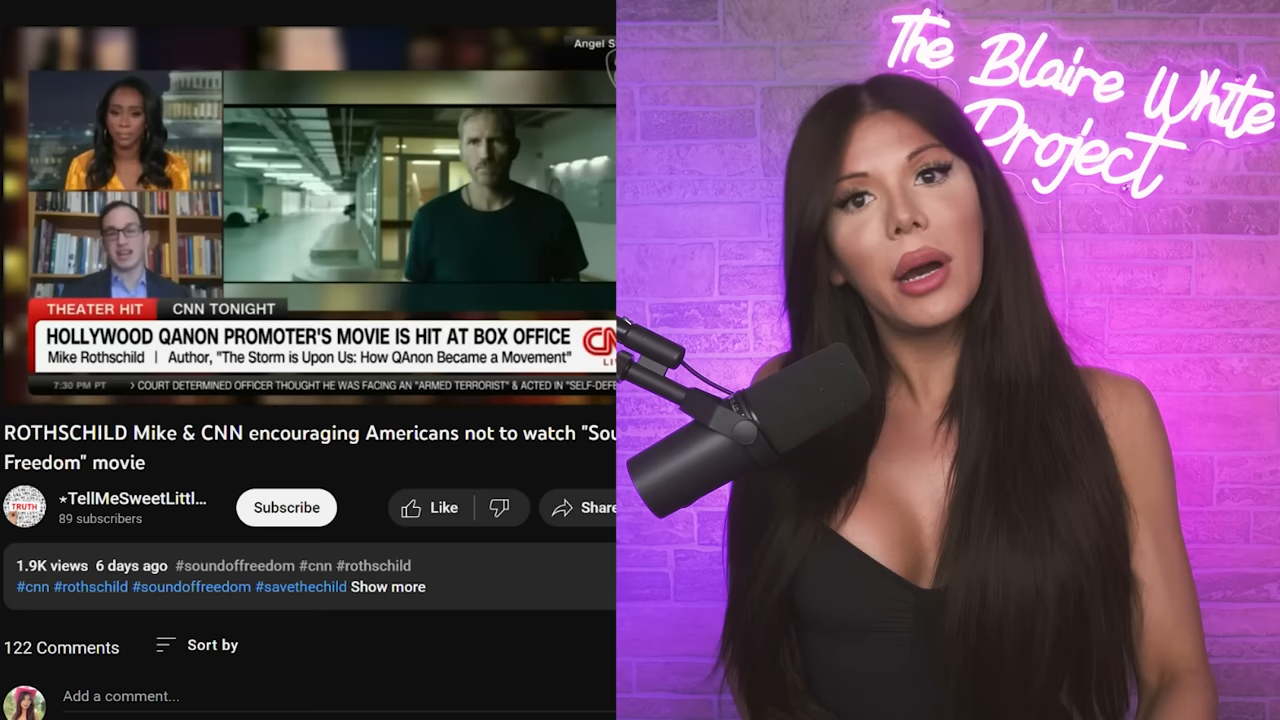 Angel S
THEATER HIT
CNN TONIGHT
HOLLYWOOD QANON PROMOTER'S MOVIE IS HIT AT BOX OFFICE
Mike Rothschild | Author, "The Storm is Upon Us: How QAnon Became a Movement"
CN
LI
7:30 PM PT
› COURT DETERMINED OFFICER THOUGHT HE WAS FACING AN "ARMED TERRORIST" & ACTED IN "SELF-DEFE
ROTHSCHILD Mike & CNN encouraging Americans not to watch "Sou
Freedom" movie
TRUTH
⋆TellMeSweetLittl...
89 subscribers
Subscribe
Like
Share
1.9K views 6 days ago #soundoffreedom #cnn #rothschild
#cnn #rothschild #soundoffreedom #savethechild Show more
122 Comments
Sort by
Add a comment...
The Blaire White
Project